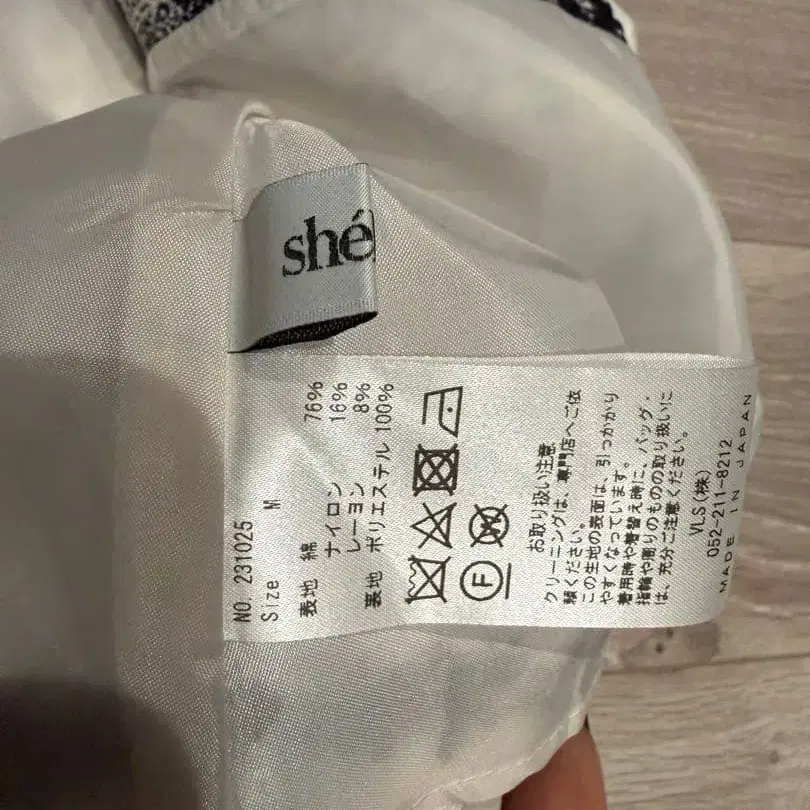 shé
NO. 231025
Size M
表地 綿 76%
ナイロン 16%
レーヨン 8%
裏地 ポリエステル 100%
F
W
お取り扱い注意
クリーニングは、専門店へご依
頼ください。
この生地の表面は、引っかかり
やすくなっています。
着用時や着替え時に、バッグ・
指輪や周りのものの取り扱いに
は、充分ご注意ください。
VLS(株)
052-211-8212
MADE IN JAPAN